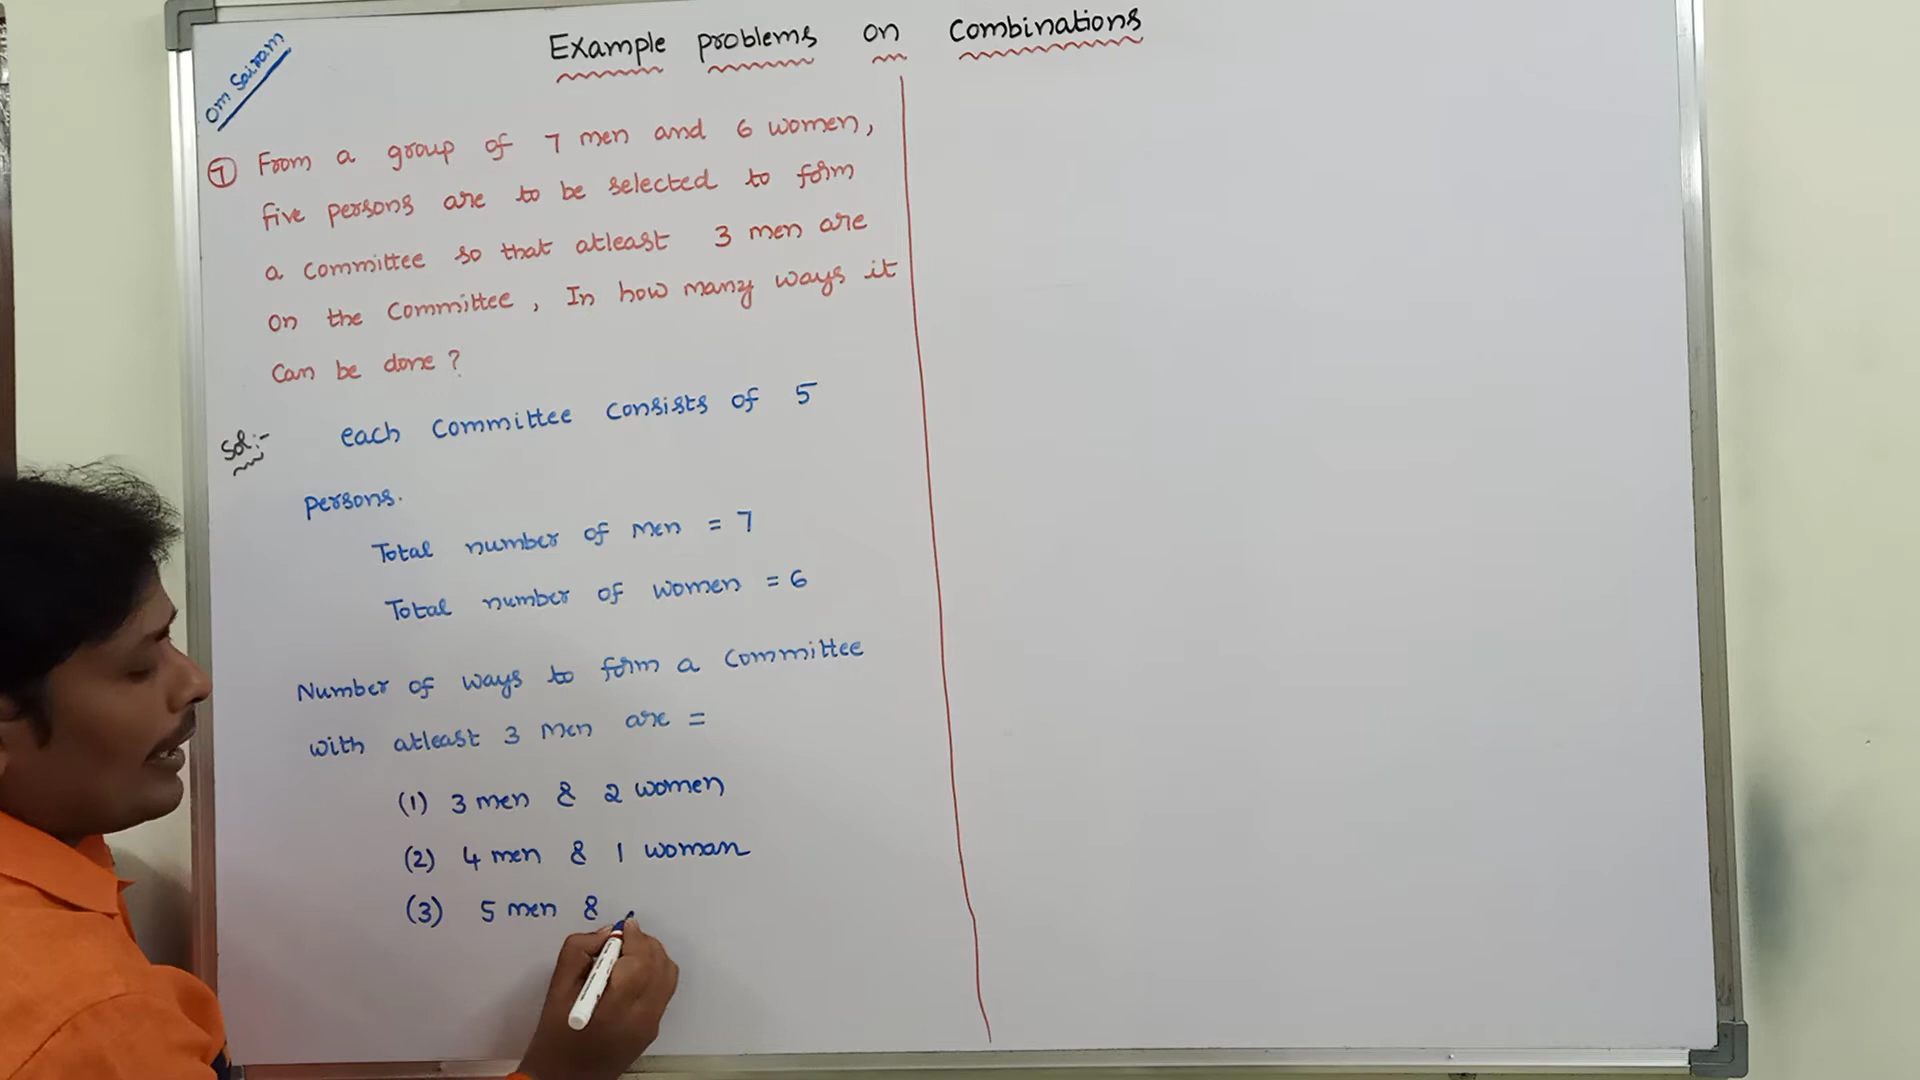 Om Sairam
Example problems on Combinations
7 From a group of 7 men and 6 women,
five persons are to be selected to form
a committee so that atleast 3 men are
on the committee, In how many ways it
can be done?
Sol:- each committee consists of 5
persons.
Total number of men = 7
Total number of women = 6
Number of ways to form a committee
with atleast 3 men are =
(1) 3 men & 2 women
(2) 4 men & 1 woman
(3) 5 men &